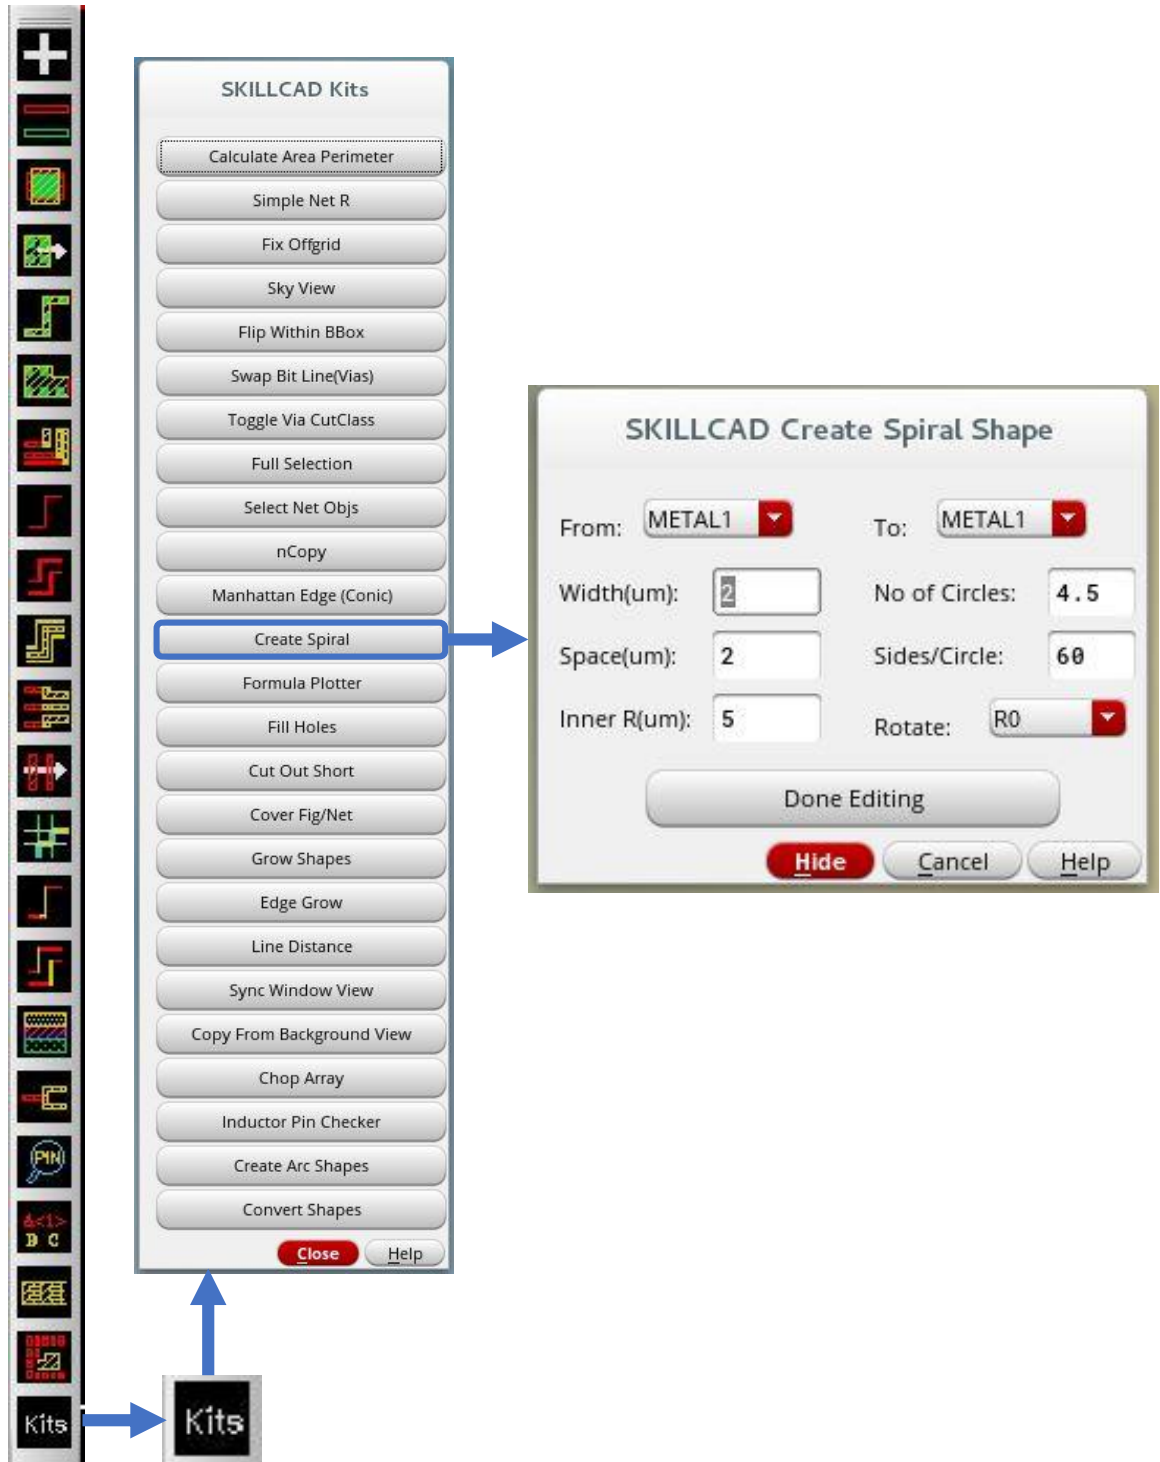 SKILLCAD Kits
Calculate Area Perimeter
Simple Net R
Fix Offgrid
Sky View
Flip Within BBox
Swap Bit Line(Vias)
Toggle Via CutClass
Full Selection
Select Net Objs
nCopy
Manhattan Edge (Conic)
Create Spiral
Formula Plotter
Fill Holes
Cut Out Short
Cover Fig/Net
Grow Shapes
Edge Grow
Line Distance
Sync Window View
Copy From Background View
Chop Array
Inductor Pin Checker
Create Arc Shapes
Convert Shapes
Close Help
SKILLCAD Create Spiral Shape
From: METAL1 To: METAL1
Width(um): 2 No of Circles: 4.5
Space(um): 2 Sides/Circle: 60
Inner R(um): 5 Rotate: R0
Done Editing
Hide Cancel Help
PIN
B C
Kits
Kits